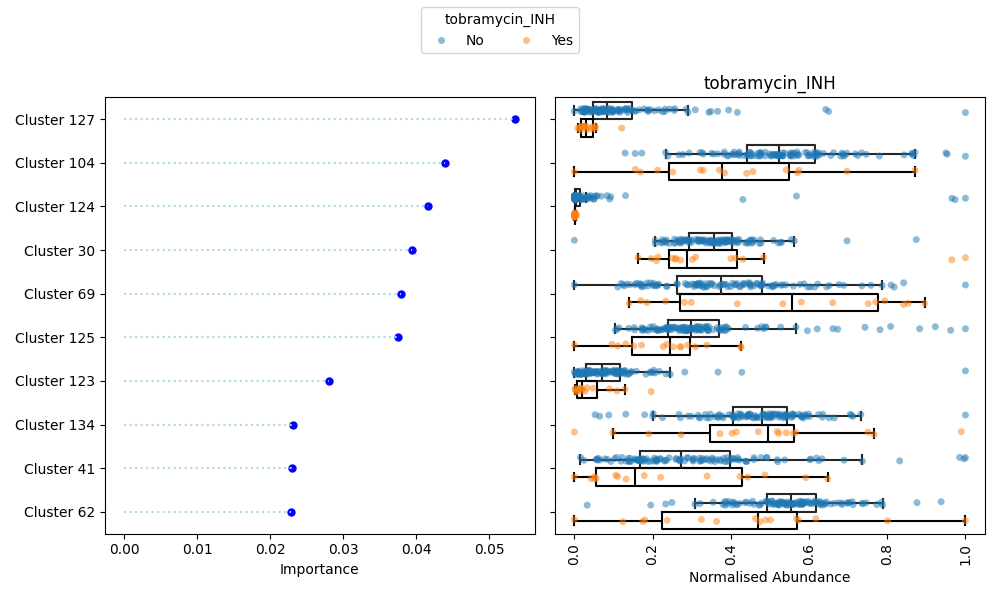 tobramycin_INH
No Yes
tobramycin_INH
Cluster 127
Cluster 104
Cluster 124
Cluster 30
Cluster 69
Cluster 125
Cluster 123
Cluster 134
Cluster 41
Cluster 62
0.00 0.01 0.02 0.03 0.04 0.05
Importance
0.0 0.2 0.4 0.6 0.8 1.0
Normalised Abundance